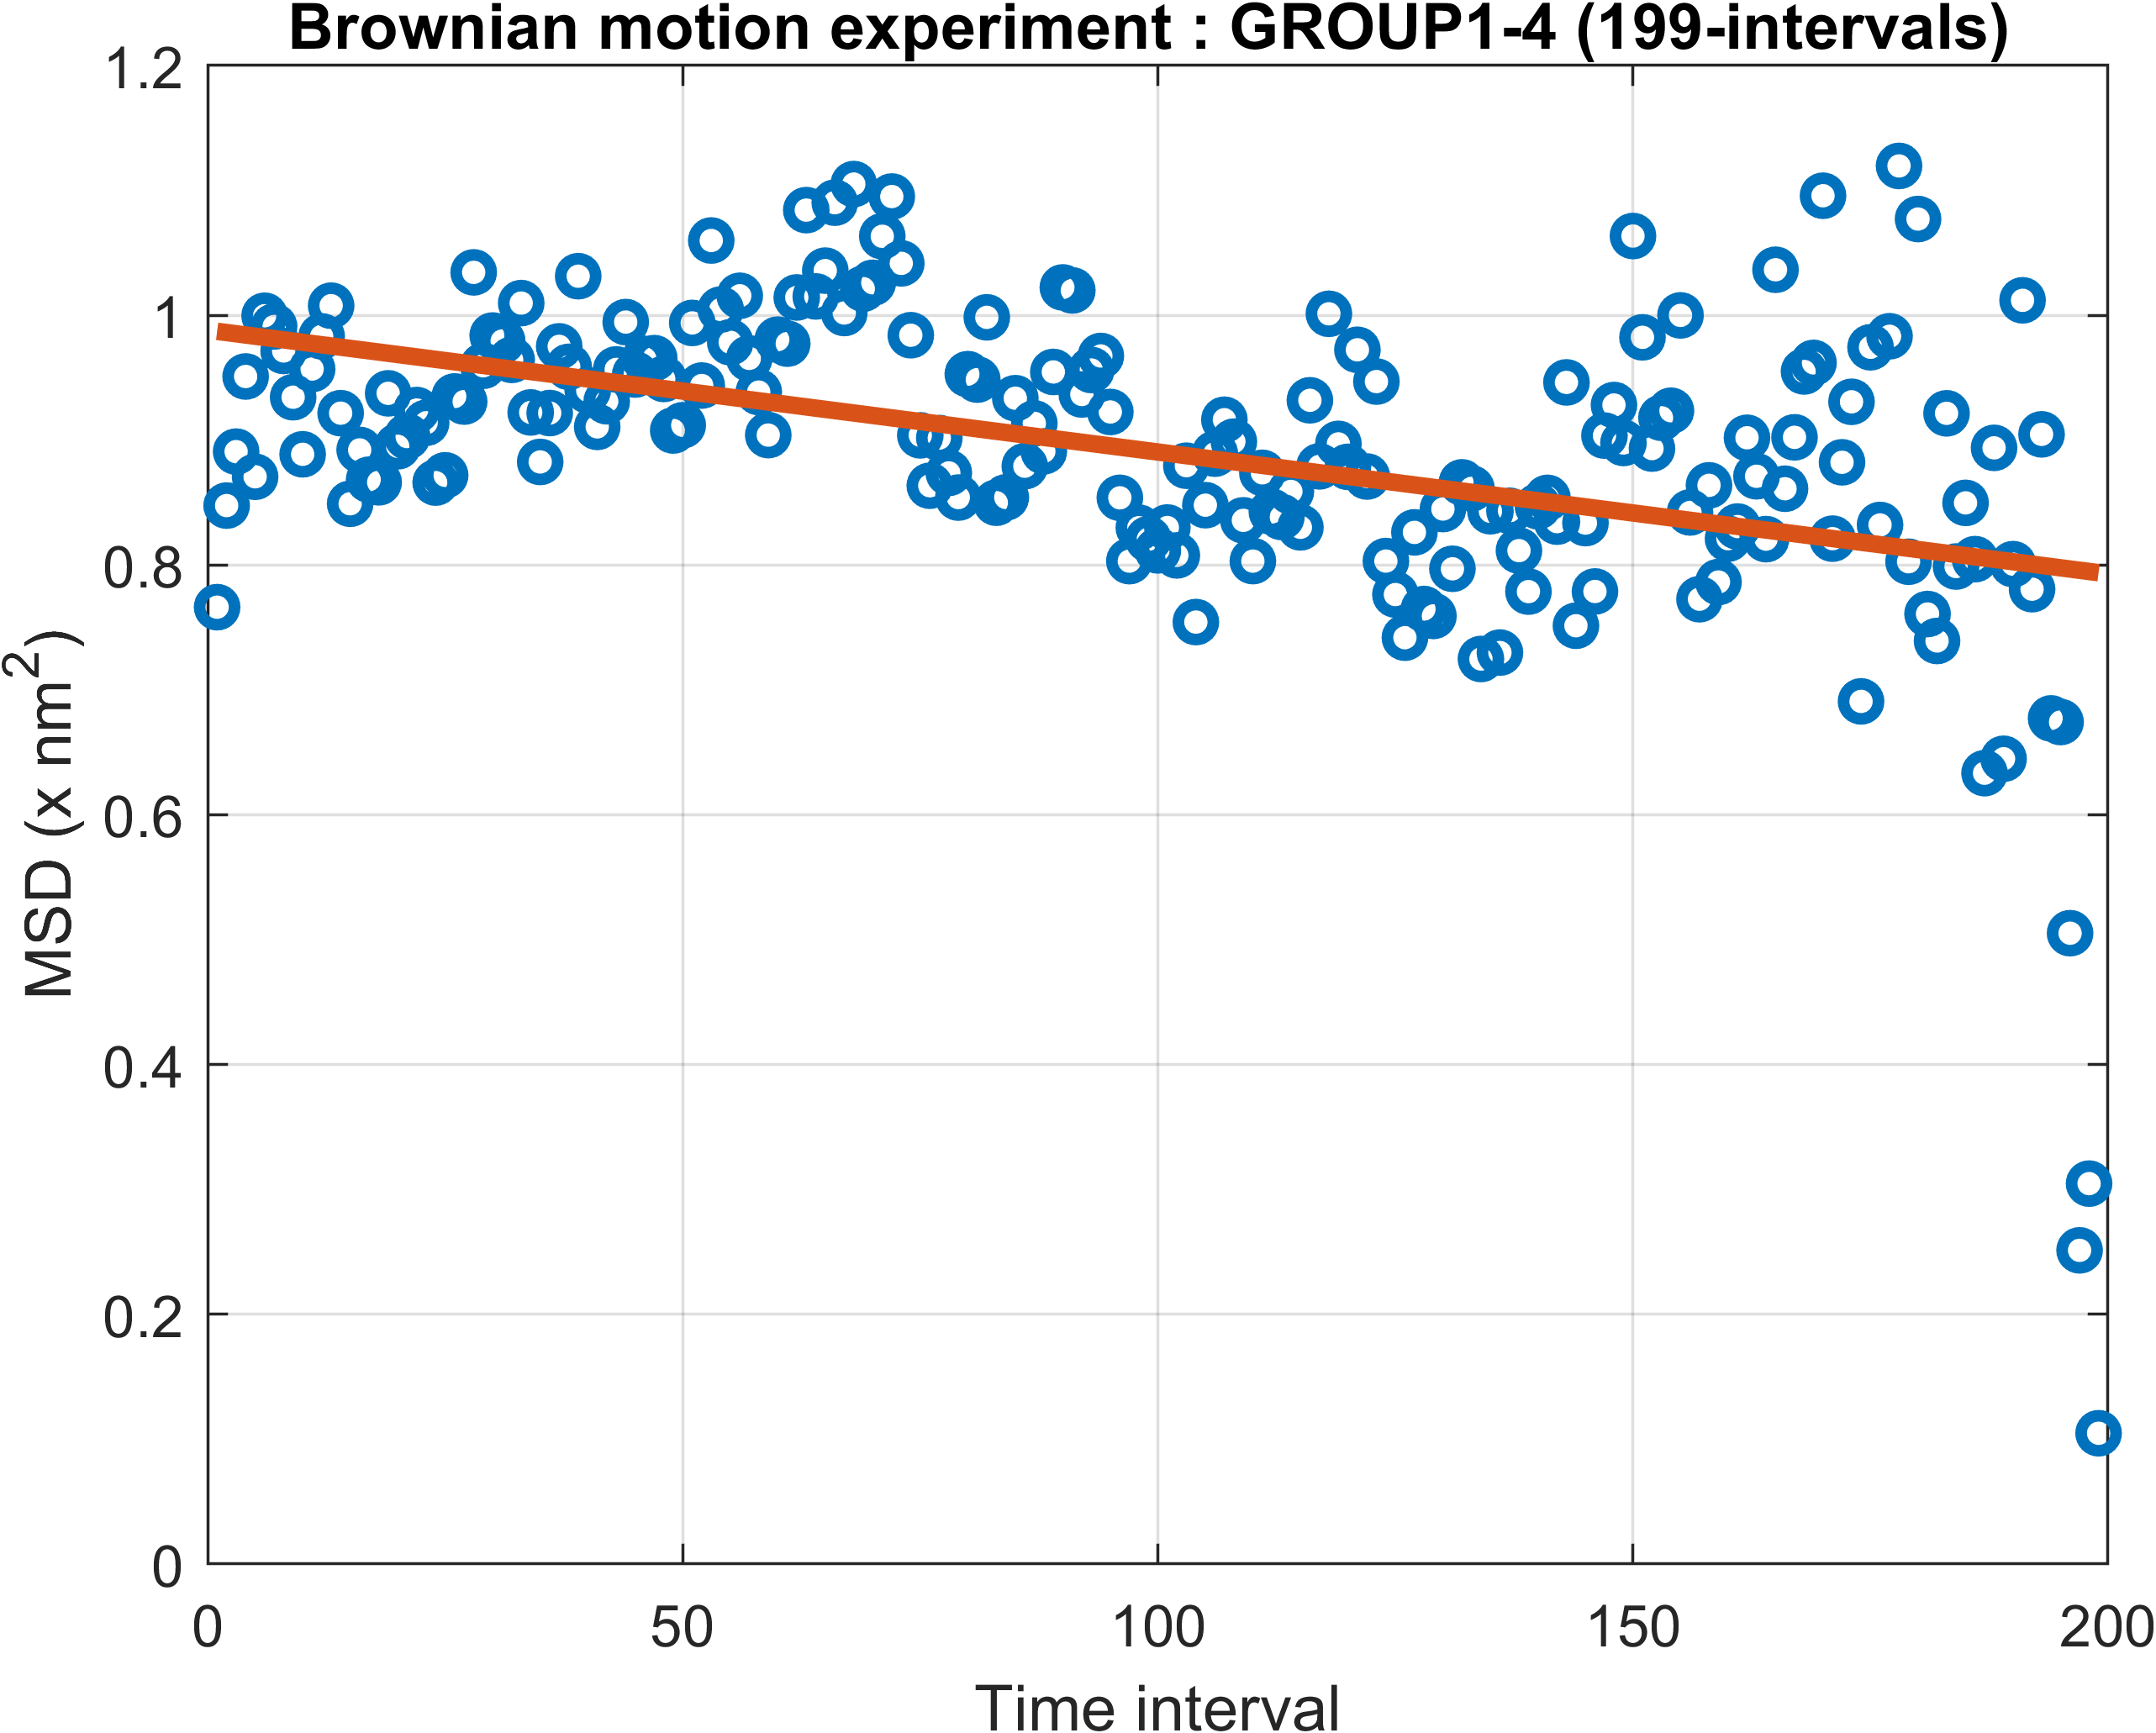 Brownian motion experiment : GROUP1-4 (199-intervals)
1.2
1
0.8
0.6
0.4
0.2
0
MSD (x nm²)
0 50 100 150 200
Time interval